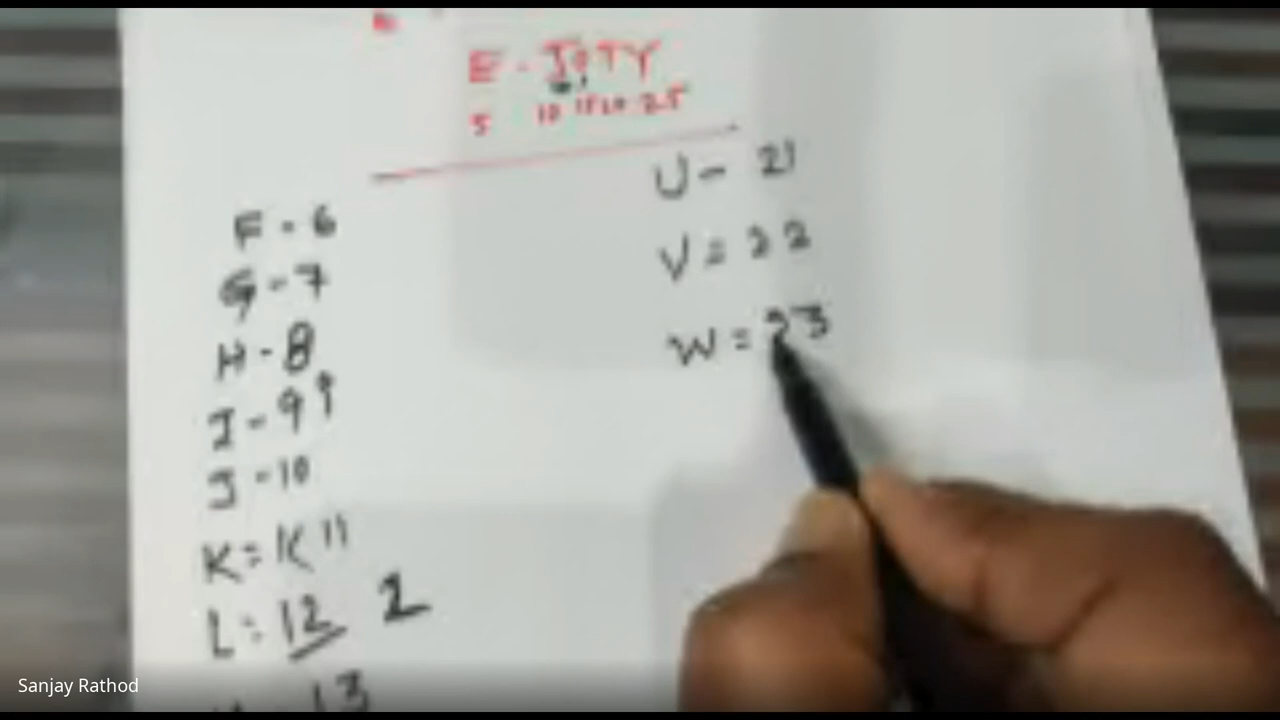 E - JOTY
5 10 15 20 25
F - 6
G - 7
H - 8
I - 9
J - 10
K = K 11
L = 12 2
13
U - 21
V = 22
W = 23
Sanjay Rathod